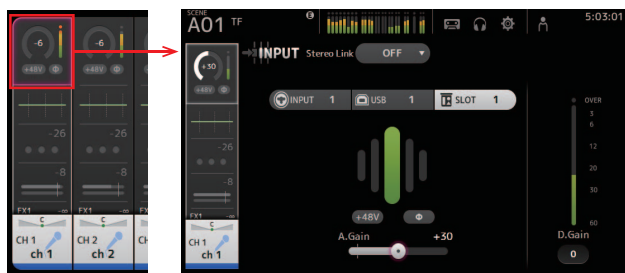 -6
-6
+48V Φ
+48V Φ
-26
-26
-8
-8
FX1 -∞
FX1 -∞
C
C
CH 1
CH 2
ch 1
ch 2
SCENE
A01 TF
5:03:01
INPUT Stereo Link OFF
+30
+48V Φ
INPUT 1
USB 1
SLOT 1
OVER
3
6
12
20
30
60
-26
-8
FX1 -∞
C
CH 1
ch 1
+48V Φ
A.Gain +30
D.Gain
0